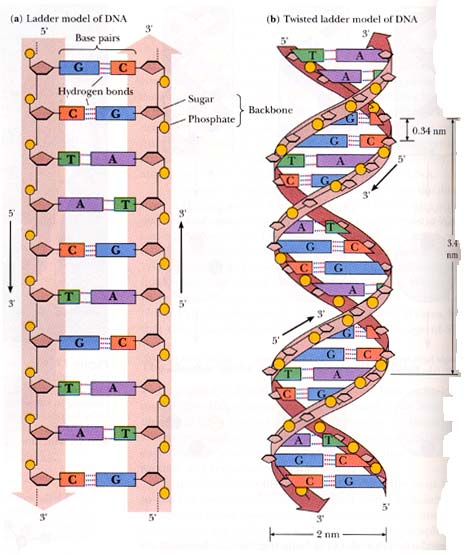 (a) Ladder model of DNA
5' 3'
Base pairs
G C
Hydrogen bonds
C G
Sugar
Phosphate
Backbone
T A
A T
5' 3'
C G
3' 5'
T A
G C
T A
A T
C G
3' 5'
(b) Twisted ladder model of DNA
5' 3'
T A
A
G
0.34 nm
G C
T A
5'
C G
3'
A T
G C
3.4
nm
C G
A
3'
5'
G
G C
T A
C G
A T
G C
C G
3' 5'
2 nm